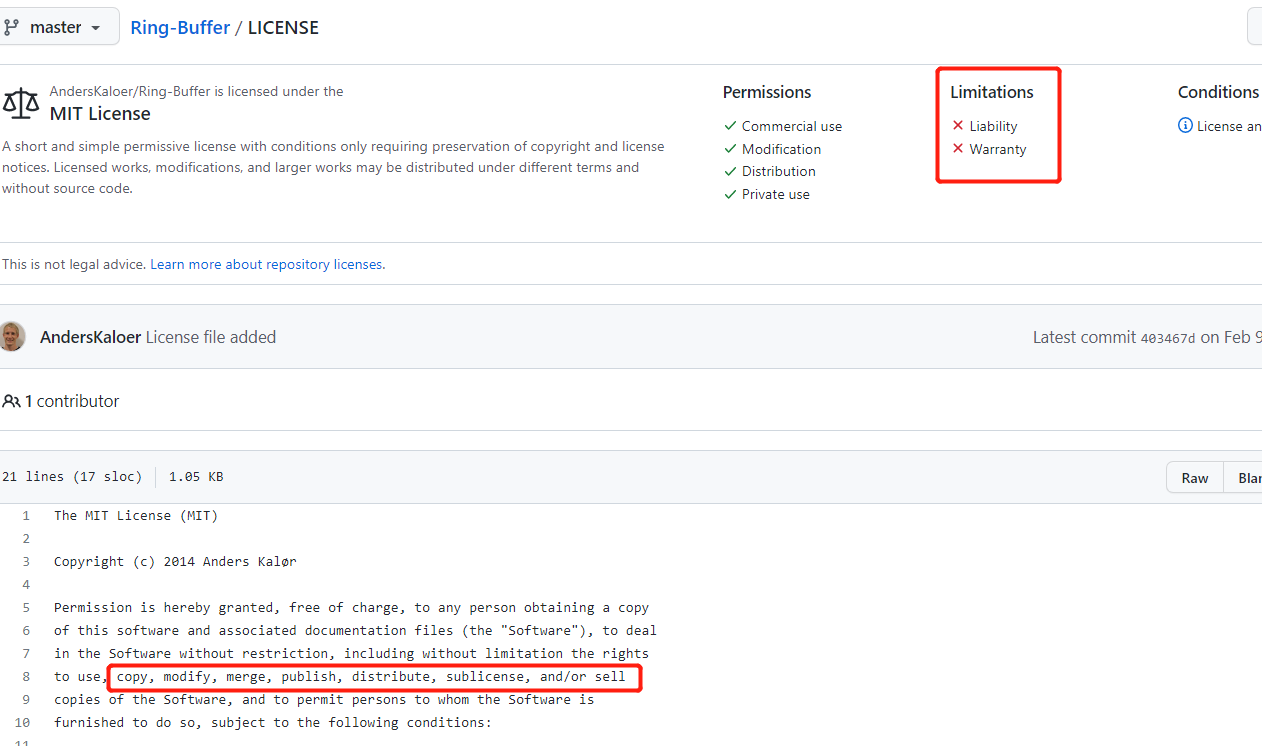 master
Ring-Buffer / LICENSE
AndersKaloer/Ring-Buffer is licensed under the
MIT License
A short and simple permissive license with conditions only requiring preservation of copyright and license
notices. Licensed works, modifications, and larger works may be distributed under different terms and
without source code.
Permissions
Commercial use
Modification
Distribution
Private use
Limitations
Liability
Warranty
Conditions
License an
This is not legal advice. Learn more about repository licenses.
AndersKaloer License file added
Latest commit 403467d on Feb 9
1 contributor
21 lines (17 sloc) 1.05 KB
Raw
Blar
1 The MIT License (MIT)
2
3 Copyright (c) 2014 Anders Kalør
4
5 Permission is hereby granted, free of charge, to any person obtaining a copy
6 of this software and associated documentation files (the "Software"), to deal
7 in the Software without restriction, including without limitation the rights
8 to use, copy, modify, merge, publish, distribute, sublicense, and/or sell
9 copies of the Software, and to permit persons to whom the Software is
10 furnished to do so, subject to the following conditions:
11